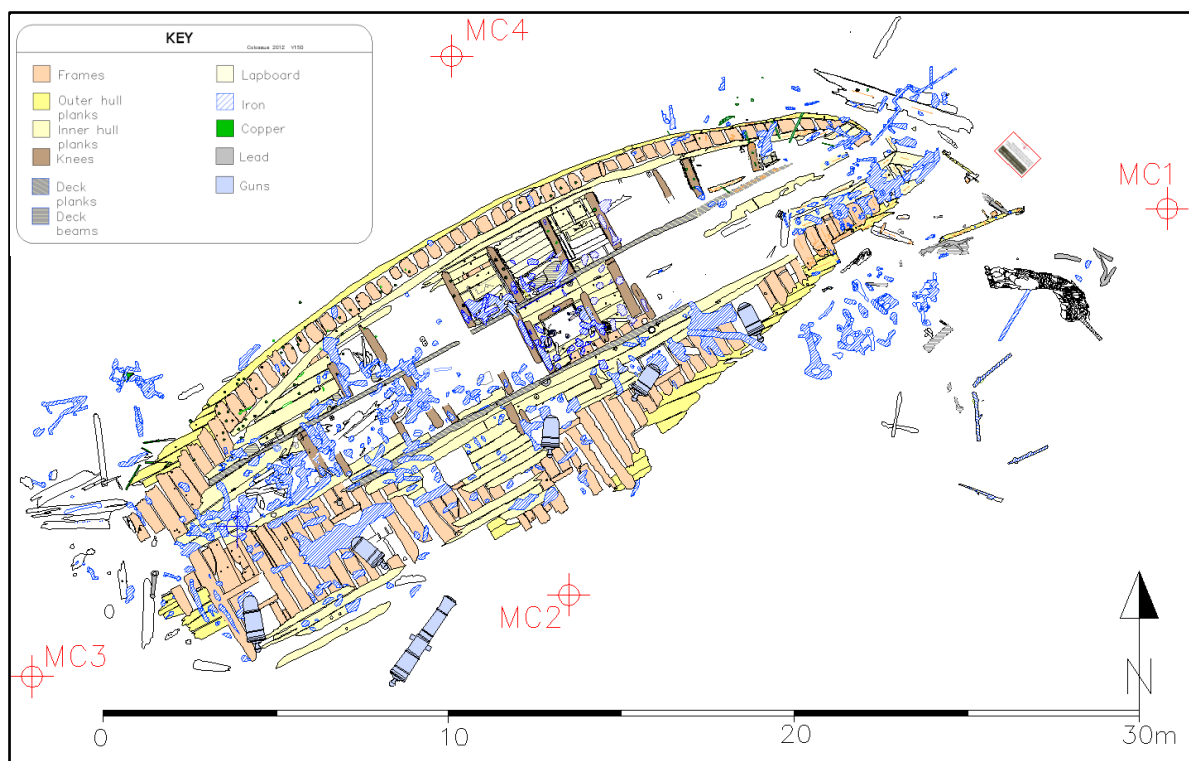 KEY
Colossus 2012 V150
Frames
Outer hull
planks
Inner hull
planks
Knees
Deck
planks
Deck
beams
Lapboard
Iron
Copper
Lead
Guns
MC4
MC1
MC2
MC3
N
0
10
20
30m